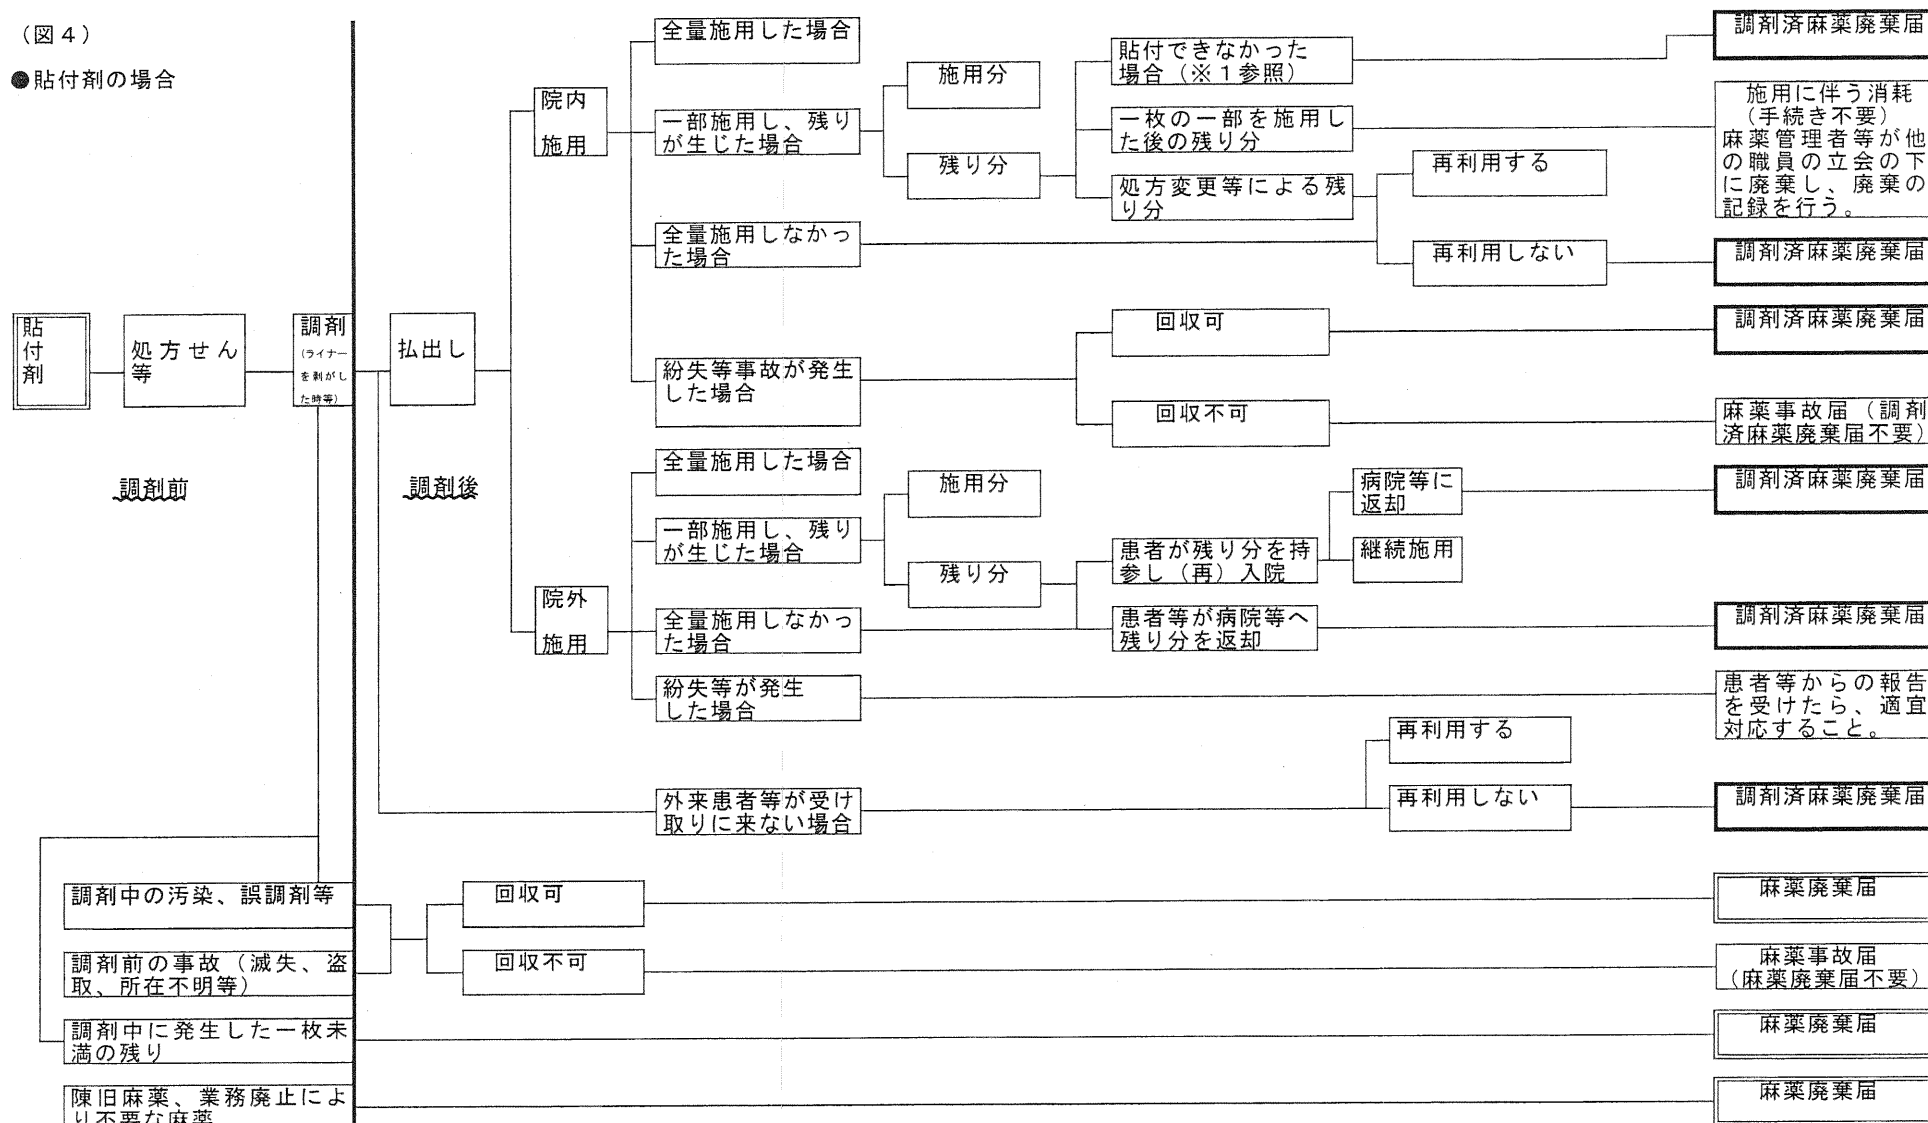 (図4)
●貼付剤の場合
貼
付
剤
処方せん
等
調剤
(ライナー
を剥がし
た時等)
払出し
調剤前
調剤後
院内
施用
全量施用した場合
一部施用し、残り
が生じた場合
施用分
残り分
貼付できなかった
場合(※1参照)
調剤済麻薬廃棄届
一枚の一部を施用し
た後の残り分
施用に伴う消耗
(手続き不要)
麻薬管理者等が他
の職員の立会の下
に廃棄し、廃棄の
記録を行う。
処方変更等による残
り分
再利用する
再利用しない
調剤済麻薬廃棄届
全量施用しなかっ
た場合
紛失等事故が発生
した場合
回収可
調剤済麻薬廃棄届
回収不可
麻薬事故届(調剤
済麻薬廃棄届不要)
院外
施用
全量施用した場合
一部施用し、残り
が生じた場合
施用分
残り分
患者が残り分を持
参し(再)入院
病院等に
返却
調剤済麻薬廃棄届
継続施用
全量施用しなかっ
た場合
患者等が病院等へ
残り分を返却
調剤済麻薬廃棄届
紛失等が発生
した場合
患者等からの報告
を受けたら、適宜
対応すること。
外来患者等が受け
取りに来ない場合
再利用する
再利用しない
調剤済麻薬廃棄届
調剤中の汚染、誤調剤等
回収可
麻薬廃棄届
調剤前の事故(滅失、盗
取、所在不明等)
回収不可
麻薬事故届
(麻薬廃棄届不要)
調剤中に発生した一枚未
満の残り
麻薬廃棄届
陳旧麻薬、業務廃止によ
り不要な麻薬
麻薬廃棄届